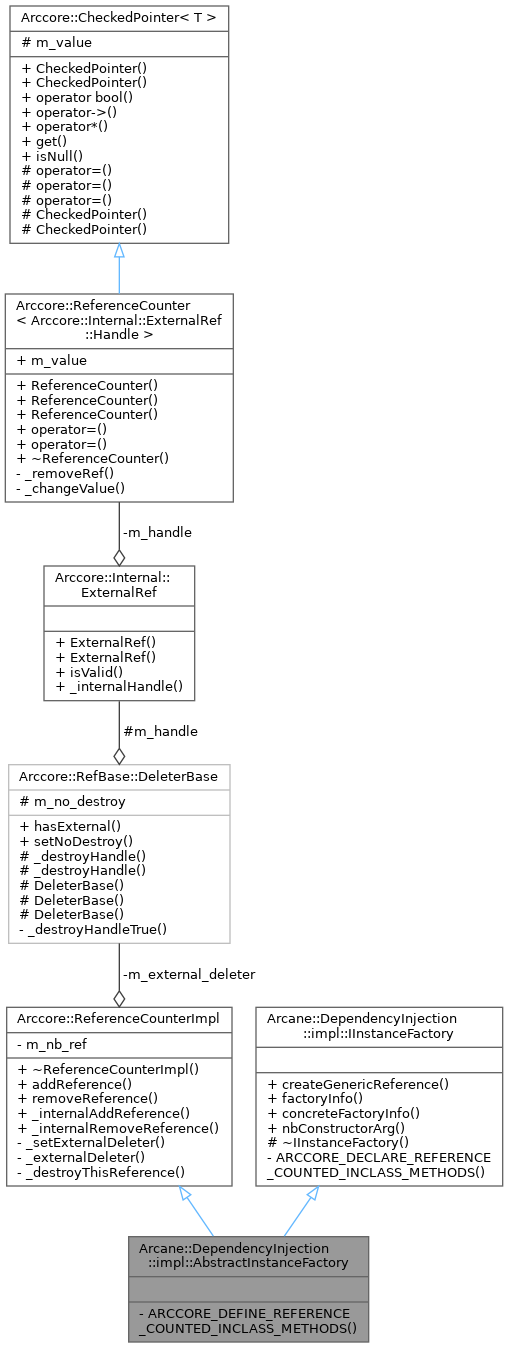 Arccore::CheckedPointer< T >
# m_value
+ CheckedPointer()
+ CheckedPointer()
+ operator bool()
+ operator->()
+ operator*()
+ get()
+ isNull()
# operator=()
# operator=()
# operator=()
# CheckedPointer()
# CheckedPointer()
Arccore::ReferenceCounter
< Arccore::Internal::ExternalRef
::Handle >
+ m_value
+ ReferenceCounter()
+ ReferenceCounter()
+ ReferenceCounter()
+ operator=()
+ operator=()
+ ~ReferenceCounter()
- _removeRef()
- _changeValue()
-m_handle
Arccore::Internal::
ExternalRef
+ ExternalRef()
+ ExternalRef()
+ isValid()
+ _internalHandle()
#m_handle
Arccore::RefBase::DeleterBase
# m_no_destroy
+ hasExternal()
+ setNoDestroy()
# _destroyHandle()
# _destroyHandle()
# DeleterBase()
# DeleterBase()
# DeleterBase()
- _destroyHandleTrue()
-m_external_deleter
Arccore::ReferenceCounterImpl
- m_nb_ref
+ ~ReferenceCounterImpl()
+ addReference()
+ removeReference()
+ _internalAddReference()
+ _internalRemoveReference()
- _setExternalDeleter()
- _externalDeleter()
- _destroyThisReference()
Arcane::DependencyInjection
::impl::IInstanceFactory
+ createGenericReference()
+ factoryInfo()
+ concreteFactoryInfo()
+ nbConstructorArg()
# ~IInstanceFactory()
- ARCCORE_DECLARE_REFERENCE
_COUNTED_INCLASS_METHODS()
Arcane::DependencyInjection
::impl::AbstractInstanceFactory
- ARCCORE_DEFINE_REFERENCE
_COUNTED_INCLASS_METHODS()